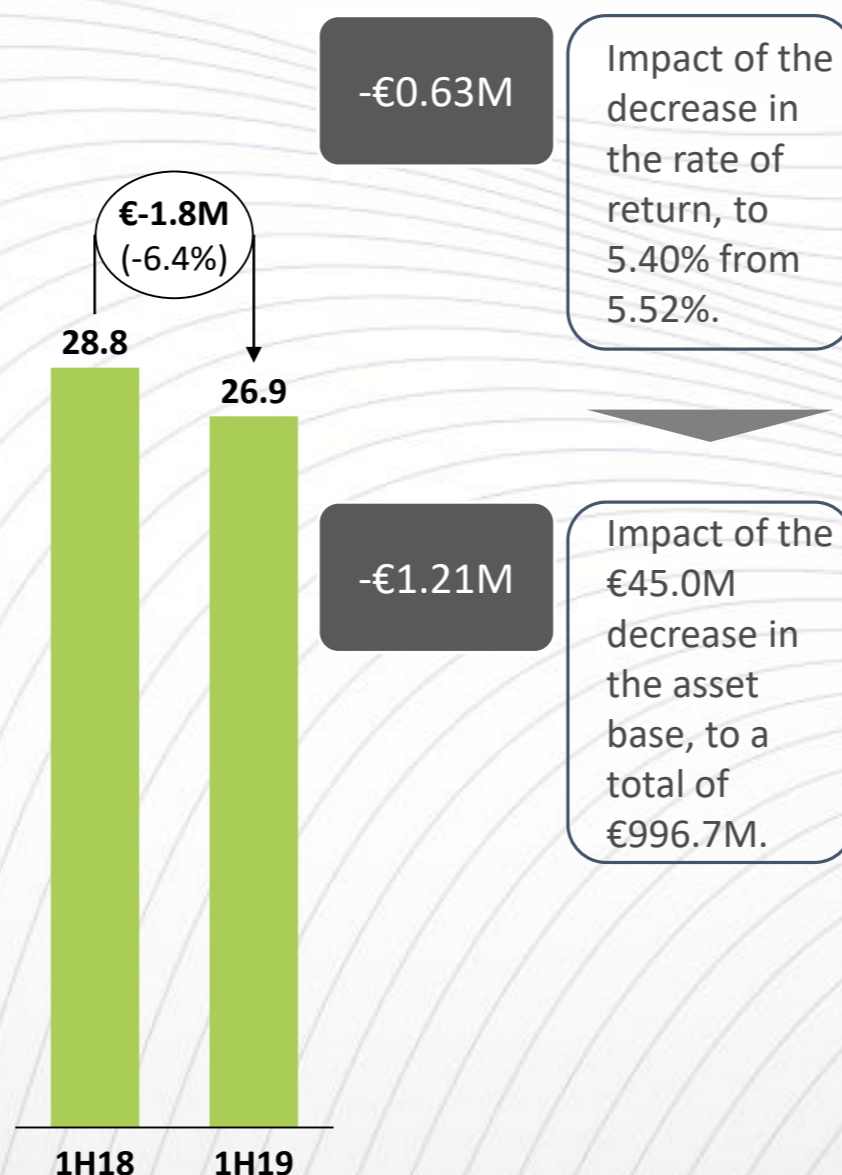 -€0.63M
Impact of the
decrease in
the rate of
return, to
5.40% from
5.52%.
€-1.8M
(-6.4%)
28.8
26.9
-€1.21M
Impact of the
€45.0M
decrease in
the asset
base, to a
total of
€996.7M.
1H18
1H19